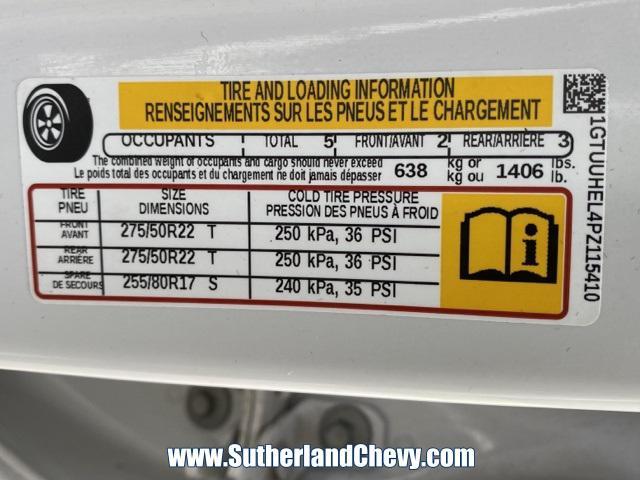 TIRE AND LOADING INFORMATION
RENSEIGNEMENTS SUR LES PNEUS ET LE CHARGEMENT
OCCUPANTS TOTAL 5 FRONT/AVANT 2 REAR/ARRIÈRE 3
The combined weight of occupants and cargo should never exceed 638 kg or 1406 lbs.
Le poids total des occupants et du chargement ne doit jamais dépasser kg ou lb.
TIRE SIZE COLD TIRE PRESSURE
PNEU DIMENSIONS PRESSION DES PNEUS À FROID
FRONT
AVANT 275/50R22 T 250 kPa, 36 PSI
REAR
ARRIÈRE 275/50R22 T 250 kPa, 36 PSI
SPARE
DE SECOURS 255/80R17 S 240 kPa, 35 PSI
1GTUUHEL4PZ115410
www.SutherlandChevy.com